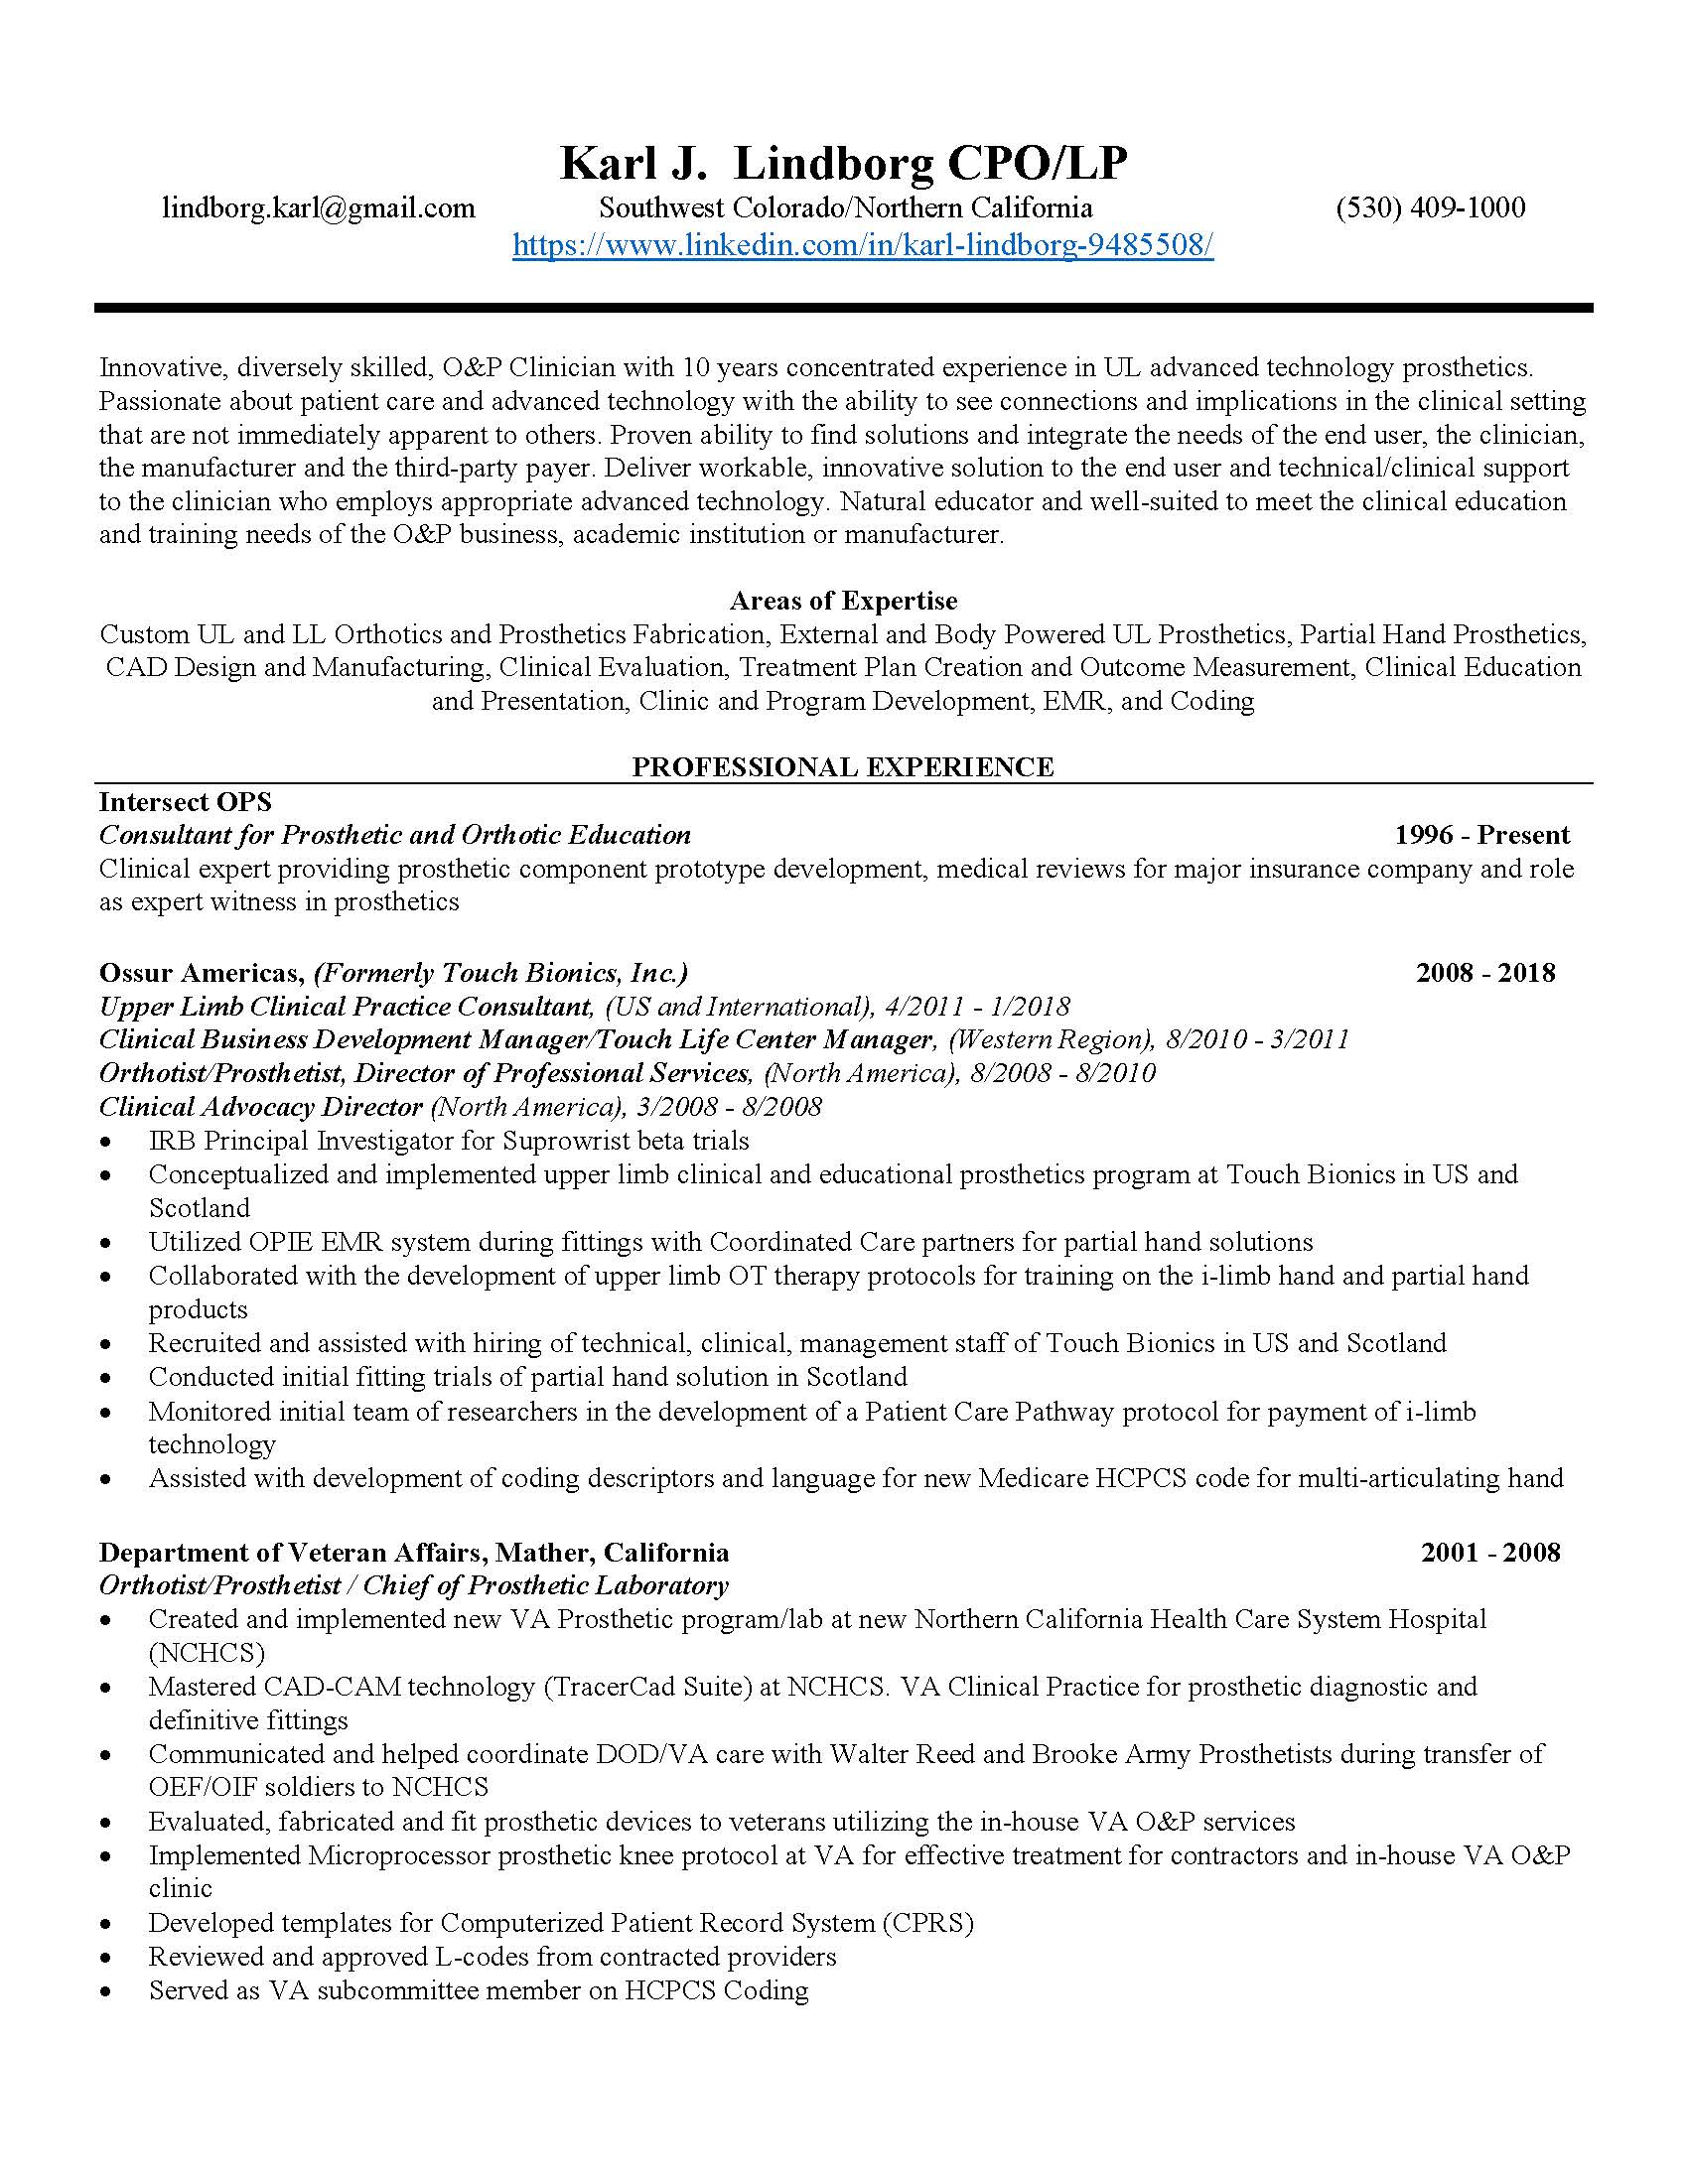 Karl J. Lindborg CPO/LP
lindborg.karl@gmail.com Southwest Colorado/Northern California (530) 409-1000
https://www.linkedin.com/in/karl-lindborg-9485508/
Innovative, diversely skilled, O&P Clinician with 10 years concentrated experience in UL advanced technology prosthetics.
Passionate about patient care and advanced technology with the ability to see connections and implications in the clinical setting
that are not immediately apparent to others. Proven ability to find solutions and integrate the needs of the end user, the clinician,
the manufacturer and the third-party payer. Deliver workable, innovative solution to the end user and technical/clinical support
to the clinician who employs appropriate advanced technology. Natural educator and well-suited to meet the clinical education
and training needs of the O&P business, academic institution or manufacturer.
Areas of Expertise
Custom UL and LL Orthotics and Prosthetics Fabrication, External and Body Powered UL Prosthetics, Partial Hand Prosthetics,
CAD Design and Manufacturing, Clinical Evaluation, Treatment Plan Creation and Outcome Measurement, Clinical Education
and Presentation, Clinic and Program Development, EMR, and Coding
PROFESSIONAL EXPERIENCE
Intersect OPS
Consultant for Prosthetic and Orthotic Education 1996 - Present
Clinical expert providing prosthetic component prototype development, medical reviews for major insurance company and role
as expert witness in prosthetics
Ossur Americas, (Formerly Touch Bionics, Inc.) 2008 - 2018
Upper Limb Clinical Practice Consultant, (US and International), 4/2011 - 1/2018
Clinical Business Development Manager/Touch Life Center Manager, (Western Region), 8/2010 - 3/2011
Orthotist/Prosthetist, Director of Professional Services, (North America), 8/2008 - 8/2010
Clinical Advocacy Director (North America), 3/2008 - 8/2008
• IRB Principal Investigator for Suprowrist beta trials
• Conceptualized and implemented upper limb clinical and educational prosthetics program at Touch Bionics in US and
Scotland
• Utilized OPIE EMR system during fittings with Coordinated Care partners for partial hand solutions
• Collaborated with the development of upper limb OT therapy protocols for training on the i-limb hand and partial hand
products
• Recruited and assisted with hiring of technical, clinical, management staff of Touch Bionics in US and Scotland
• Conducted initial fitting trials of partial hand solution in Scotland
• Monitored initial team of researchers in the development of a Patient Care Pathway protocol for payment of i-limb
technology
• Assisted with development of coding descriptors and language for new Medicare HCPCS code for multi-articulating hand
Department of Veteran Affairs, Mather, California 2001 - 2008
Orthotist/Prosthetist / Chief of Prosthetic Laboratory
• Created and implemented new VA Prosthetic program/lab at new Northern California Health Care System Hospital
(NCHCS)
• Mastered CAD-CAM technology (TracerCad Suite) at NCHCS. VA Clinical Practice for prosthetic diagnostic and
definitive fittings
• Communicated and helped coordinate DOD/VA care with Walter Reed and Brooke Army Prosthetists during transfer of
OEF/OIF soldiers to NCHCS
• Evaluated, fabricated and fit prosthetic devices to veterans utilizing the in-house VA O&P services
• Implemented Microprocessor prosthetic knee protocol at VA for effective treatment for contractors and in-house VA O&P
clinic
• Developed templates for Computerized Patient Record System (CPRS)
• Reviewed and approved L-codes from contracted providers
• Served as VA subcommittee member on HCPCS Coding